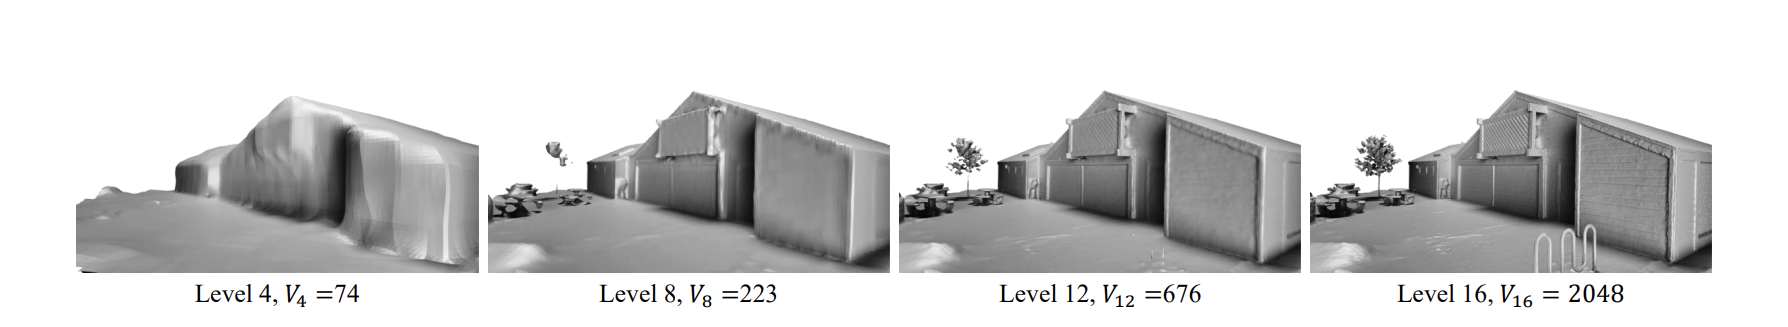 Level 4, V₄ =74
Level 8, V₈ =223
Level 12, V₁₂ =676
Level 16, V₁₆ = 2048